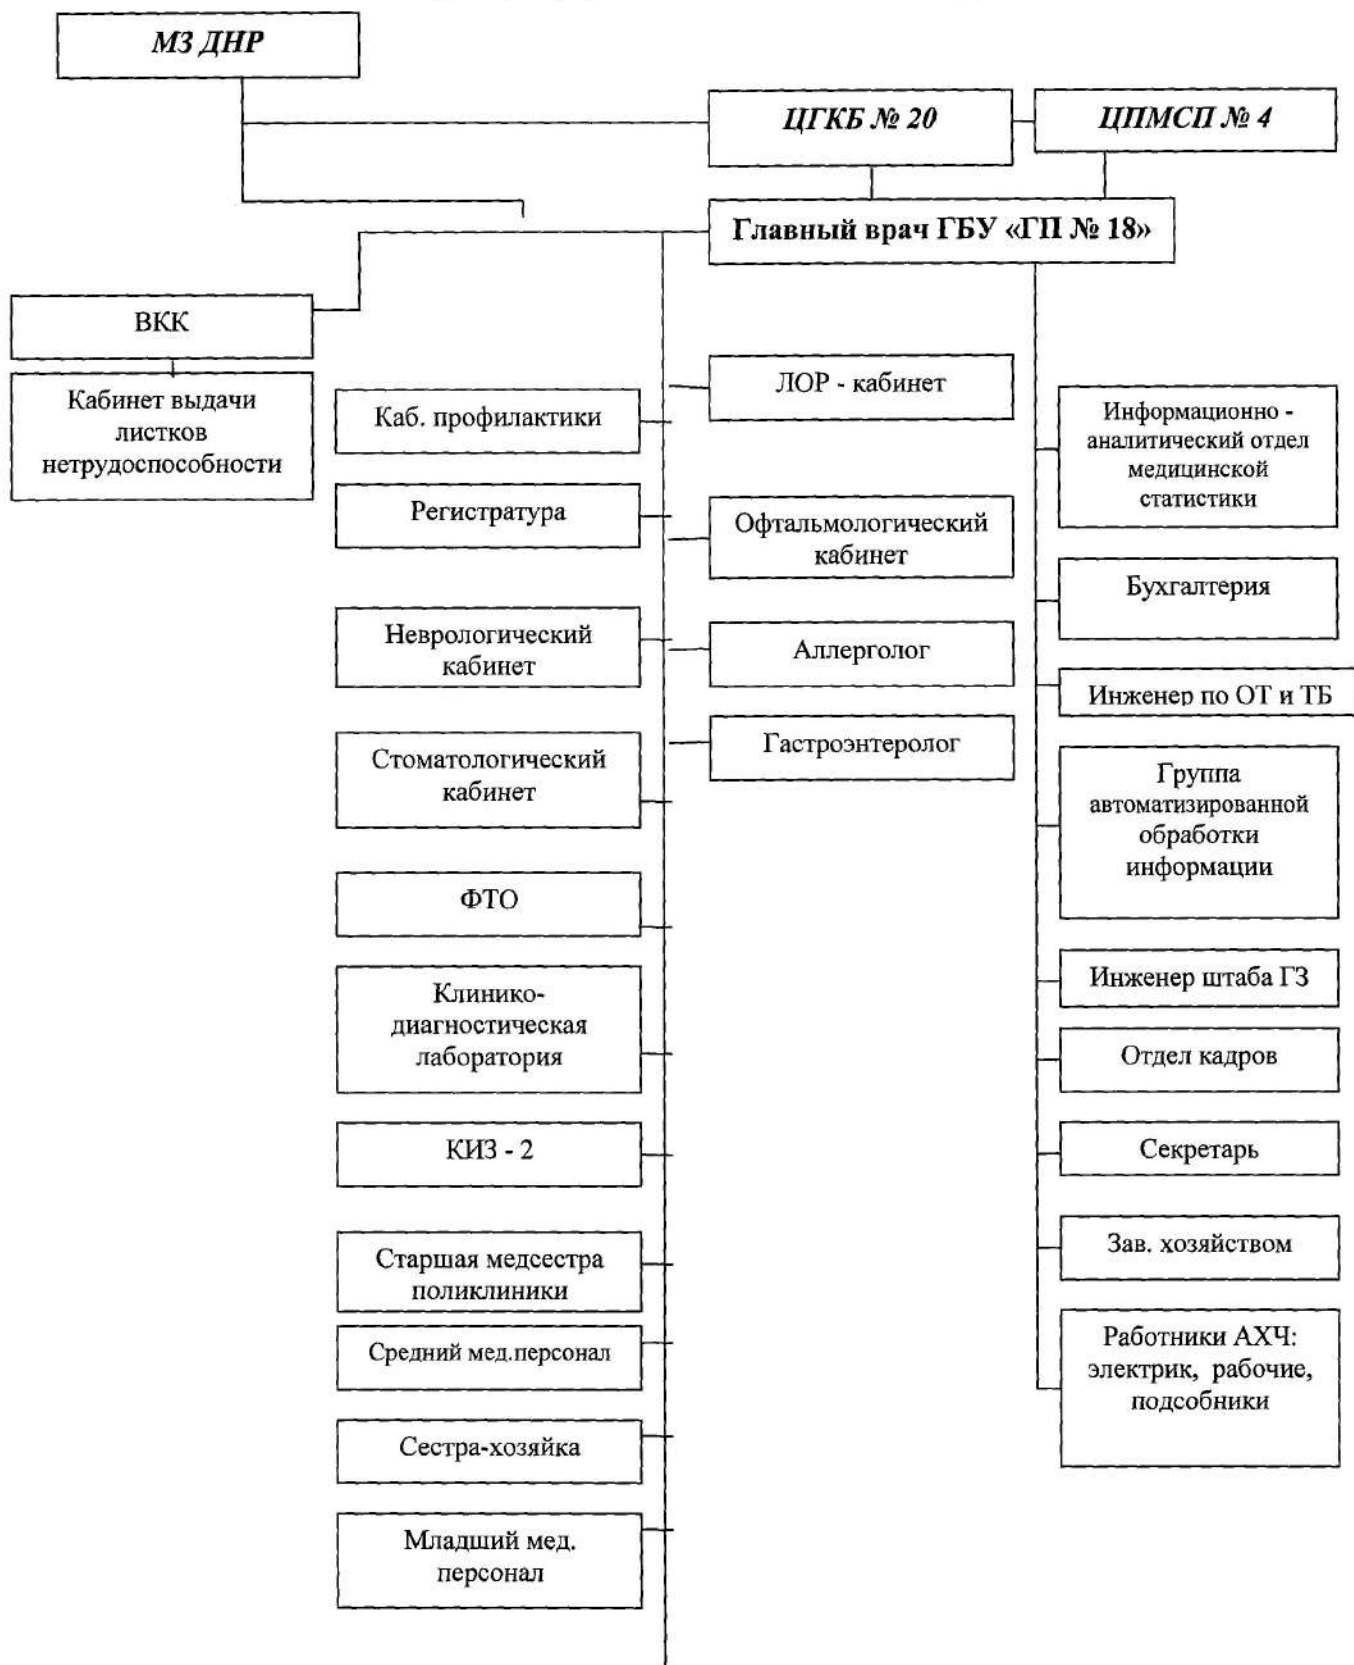 МЗ ДНР
ЦГКБ № 20
ЦПМСП № 4
Главный врач ГБУ «ГП № 18»
ВКК
Кабинет выдачи
листков
нетрудоспособности
Каб. профилактики
Регистратура
Неврологический
кабинет
Стоматологический
кабинет
ФТО
Клинико-
диагностическая
лаборатория
КИЗ - 2
Старшая медсестра
поликлиники
Средний мед.персонал
Сестра-хозяйка
Младший мед.
персонал
ЛОР - кабинет
Офтальмологический
кабинет
Аллерголог
Гастроэнтеролог
Информационно -
аналитический отдел
медицинской
статистики
Бухгалтерия
Инженер по ОТ и ТБ
Группа
автоматизированной
обработки
информации
Инженер штаба ГЗ
Отдел кадров
Секретарь
Зав. хозяйством
Работники АХЧ:
электрик, рабочие,
подсобники